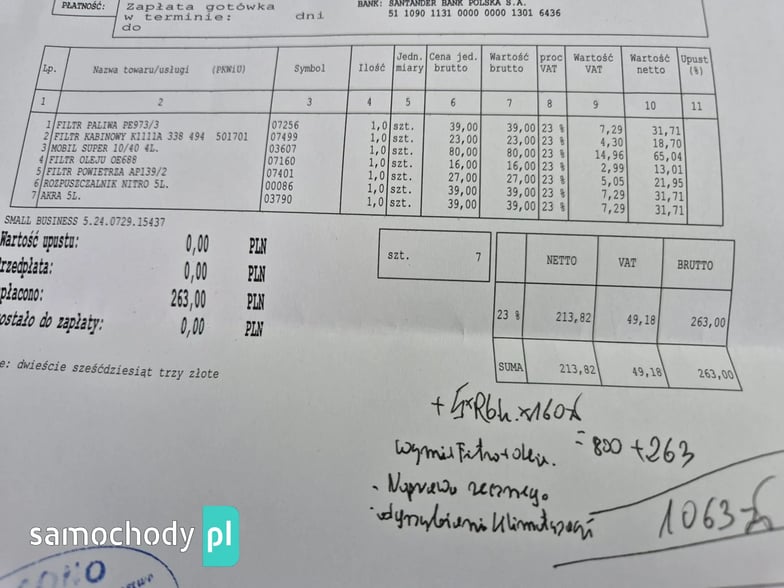 PŁATNOŚĆ: Zapłata gotówka
w terminie: dni
do
BANK: SANTANDER BANK POLSKA S.A.
51 1090 1131 0000 0000 1301 6436
Lp. Nazwa towaru/usługi (PKWiU) Symbol Ilość Jedn. miary Cena jed. brutto Wartość brutto proc VAT Wartość VAT Wartość netto Upust (%)
1 2 3 4 5 6 7 8 9 10 11
1 FILTR PALIWA PE973/3 07256 1,0 szt. 39,00 39,00 23 % 7,29 31,71
2 FILTR KABINOWY K1111A 338 494 501701 07499 1,0 szt. 23,00 23,00 23 % 4,30 18,70
3 MOBIL SUPER 10/40 4L. 03607 1,0 szt. 80,00 80,00 23 % 14,96 65,04
4 FILTR OLEJU OE688 07160 1,0 szt. 16,00 16,00 23 % 2,99 13,01
5 FILTR POWIETRZA AP139/2 07401 1,0 szt. 27,00 27,00 23 % 5,05 21,95
6 ROZPUSZCZALNIK NITRO 5L. 00086 1,0 szt. 39,00 39,00 23 % 7,29 31,71
7 AKRA 5L. 03790 1,0 szt. 39,00 39,00 23 % 7,29 31,71
SMALL BUSINESS 5.24.0729.15437
Wartość upustu: 0,00 PLN
rzedpłata: 0,00 PLN
płacono: 263,00 PLN
ostało do zapłaty: 0,00 PLN
szt. 7
NETTO VAT BRUTTO
23 % 213,82 49,18 263,00
SUMA 213,82 49,18 263,00
e: dwieście sześćdziesiąt trzy złote
+ 5xRbh.x160zł
= 800 + 263
- Naprawa
1063 zł
samochody pl